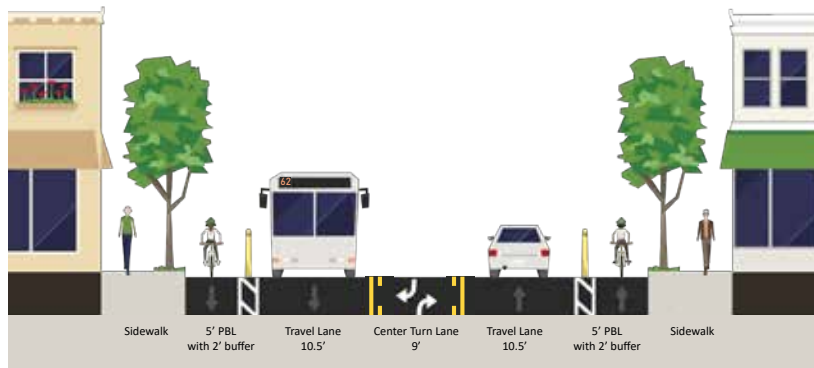 62
Sidewalk
5’ PBL
with 2’ buffer
Travel Lane
10.5’
Center Turn Lane
9’
Travel Lane
10.5’
5’ PBL
with 2’ buffer
Sidewalk